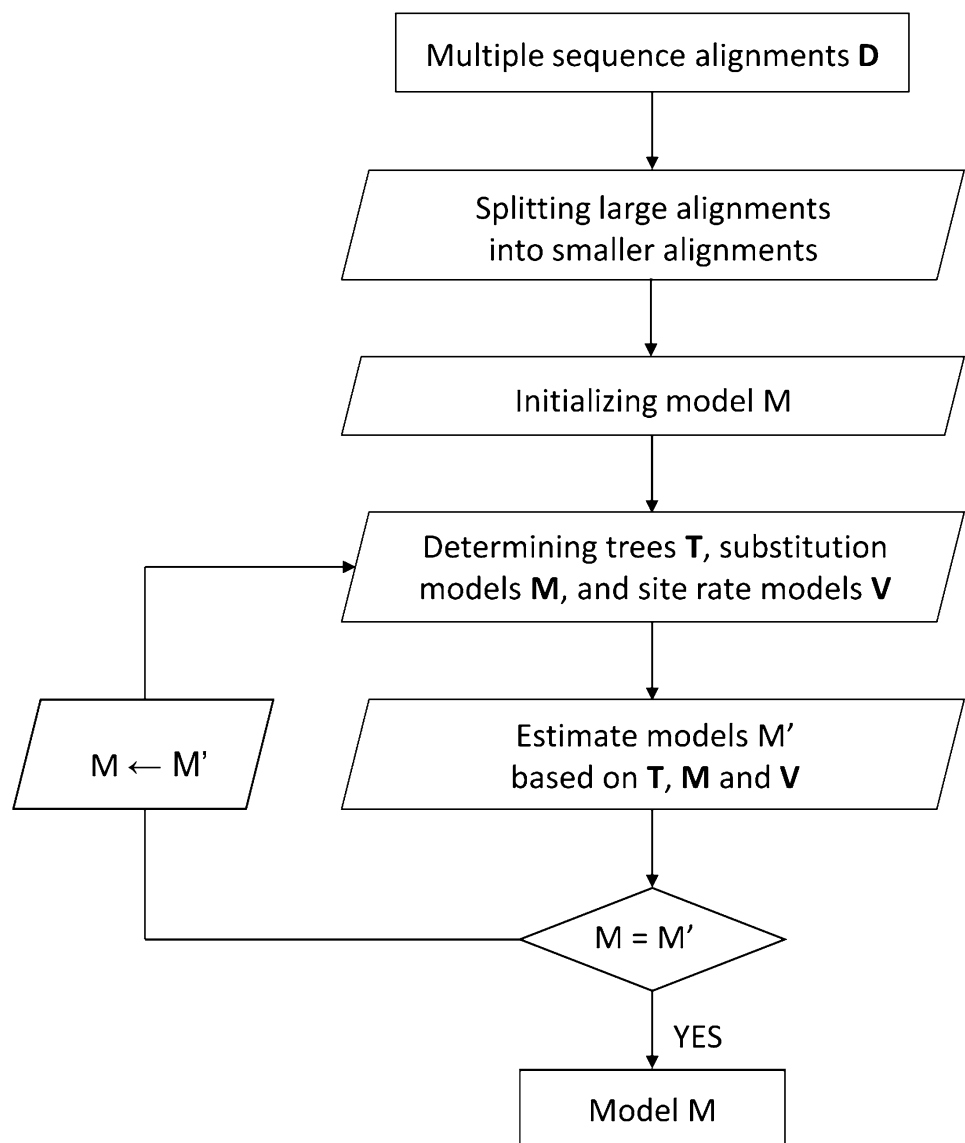 Multiple sequence alignments D
Splitting large alignments
into smaller alignments
Initializing model M
Determining trees T, substitution
models M, and site rate models V
Estimate models M’
based on T, M and V
M ← M’
M = M’
YES
Model M